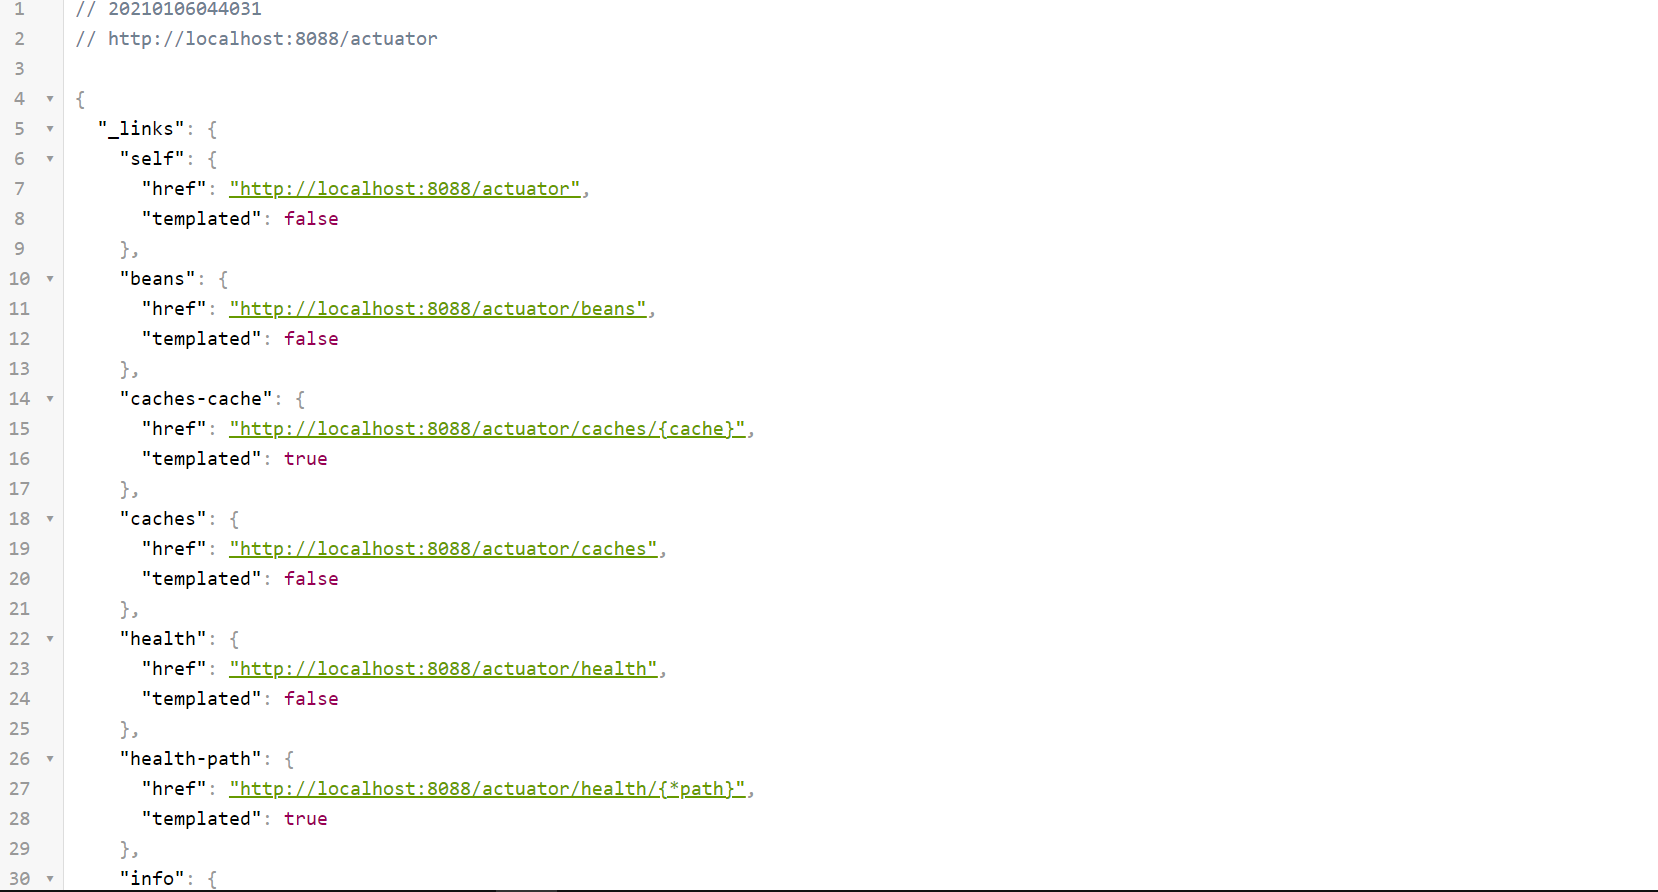 1 // 20210106044031
2 // http://localhost:8088/actuator
3
4 {
5 "_links": {
6 "self": {
7 "href": "http://localhost:8088/actuator",
8 "templated": false
9 },
10 "beans": {
11 "href": "http://localhost:8088/actuator/beans",
12 "templated": false
13 },
14 "caches-cache": {
15 "href": "http://localhost:8088/actuator/caches/{cache}",
16 "templated": true
17 },
18 "caches": {
19 "href": "http://localhost:8088/actuator/caches",
20 "templated": false
21 },
22 "health": {
23 "href": "http://localhost:8088/actuator/health",
24 "templated": false
25 },
26 "health-path": {
27 "href": "http://localhost:8088/actuator/health/{*path}",
28 "templated": true
29 },
30 "info": {